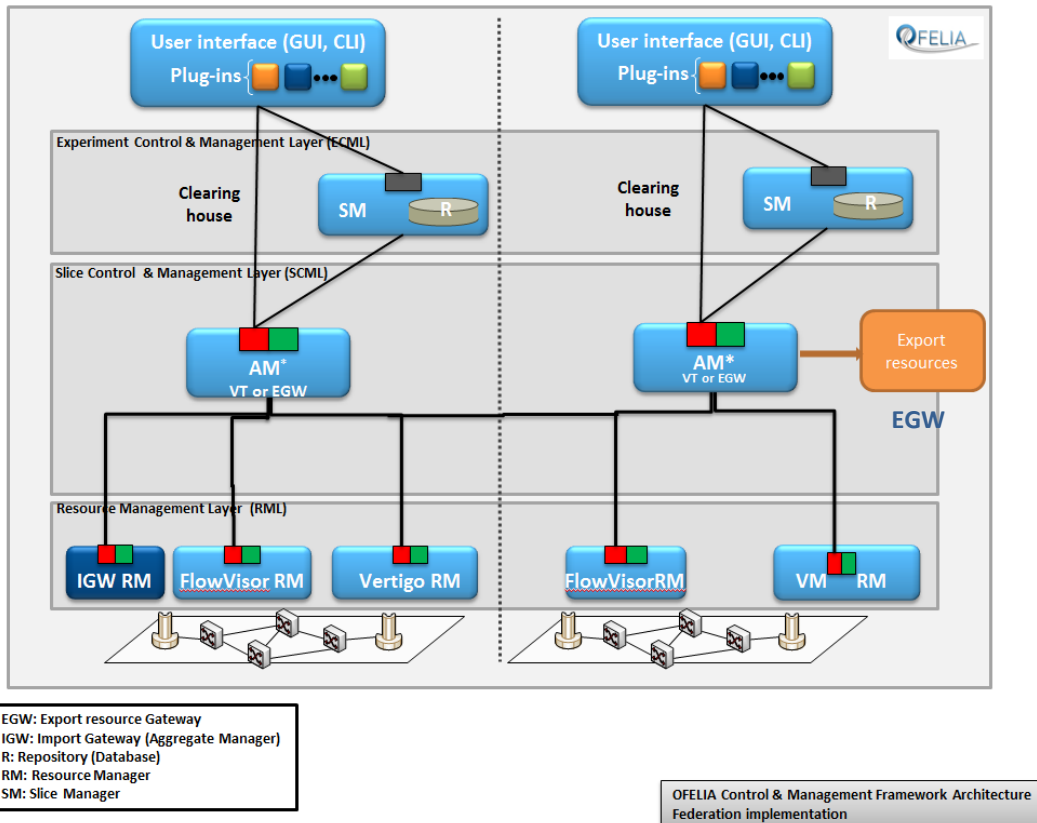 User interface (GUI, CLI)
Plug-ins
User interface (GUI, CLI)
Plug-ins
OFELIA
Experiment Control & Management Layer (ECML)
Clearing
house
SM
R
Clearing
house
SM
R
Slice Control & Management Layer (SCML)
AM*
VT or EGW
AM*
VT or EGW
Export
resources
EGW
Resource Management Layer (RML)
IGW RM
FlowVisor RM
Vertigo RM
FlowVisorRM
VM RM
EGW: Export resource Gateway
IGW: Import Gateway (Aggregate Manager)
R: Repository (Database)
RM: Resource Manager
SM: Slice Manager
OFELIA Control & Management Framework Architecture
Federation implementation